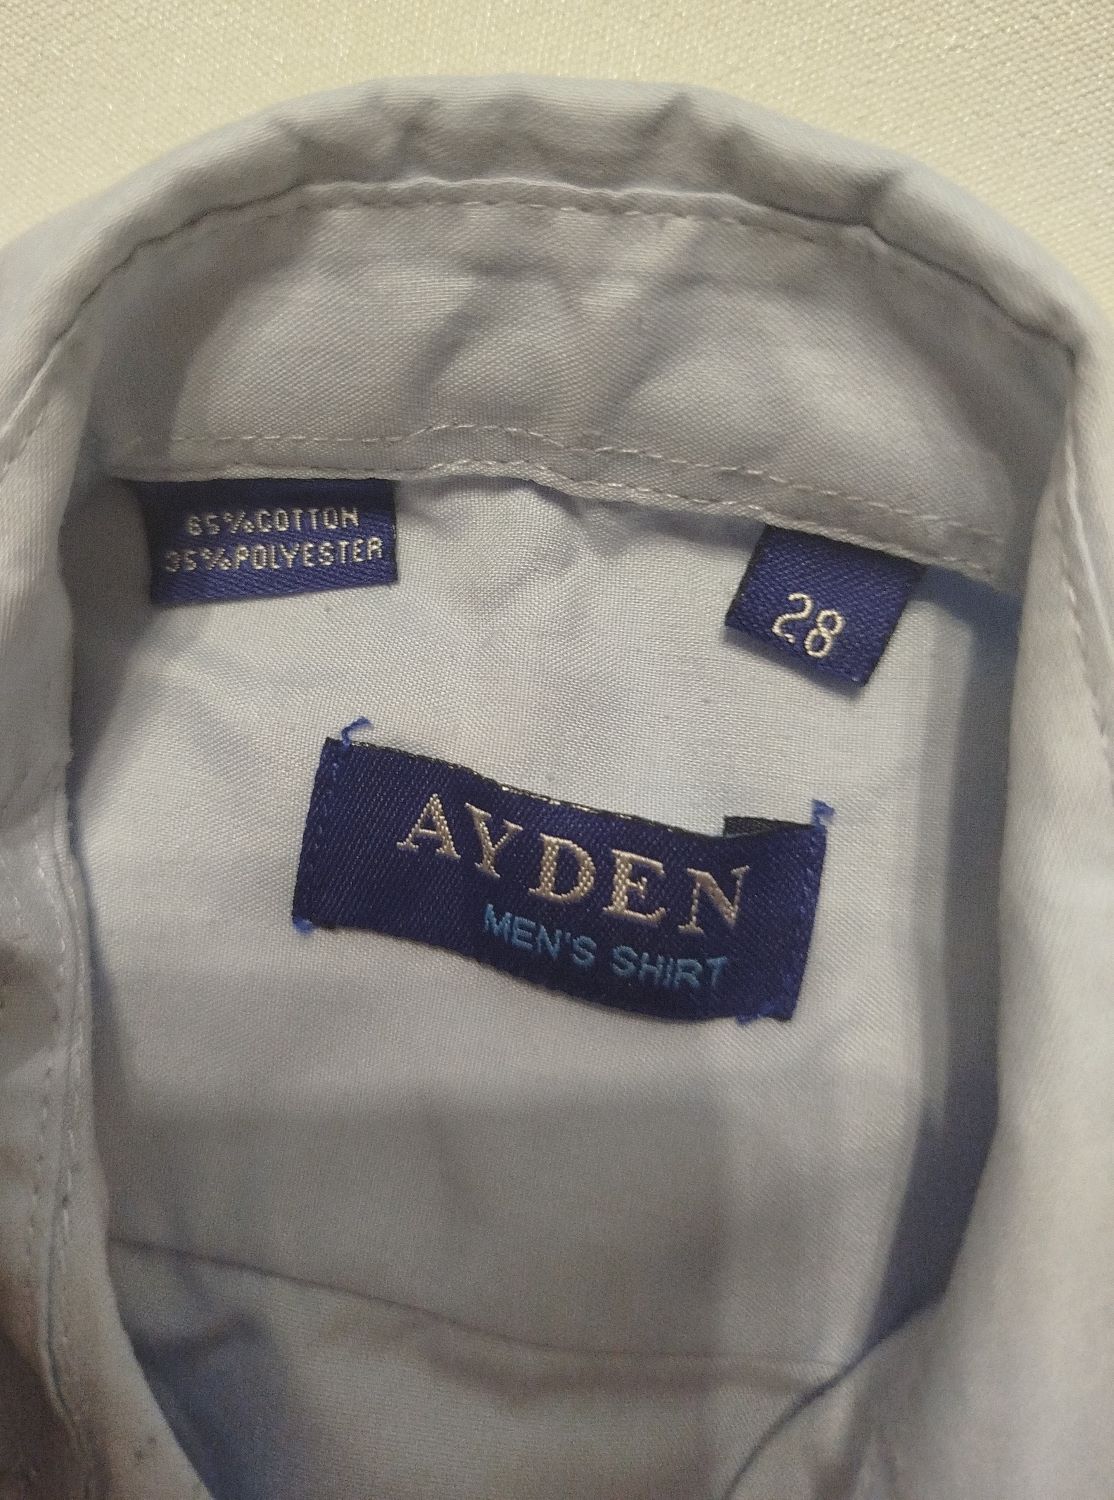 65%COTTON
35%POLYESTER
28
AYDEN
MEN'S SHIRT